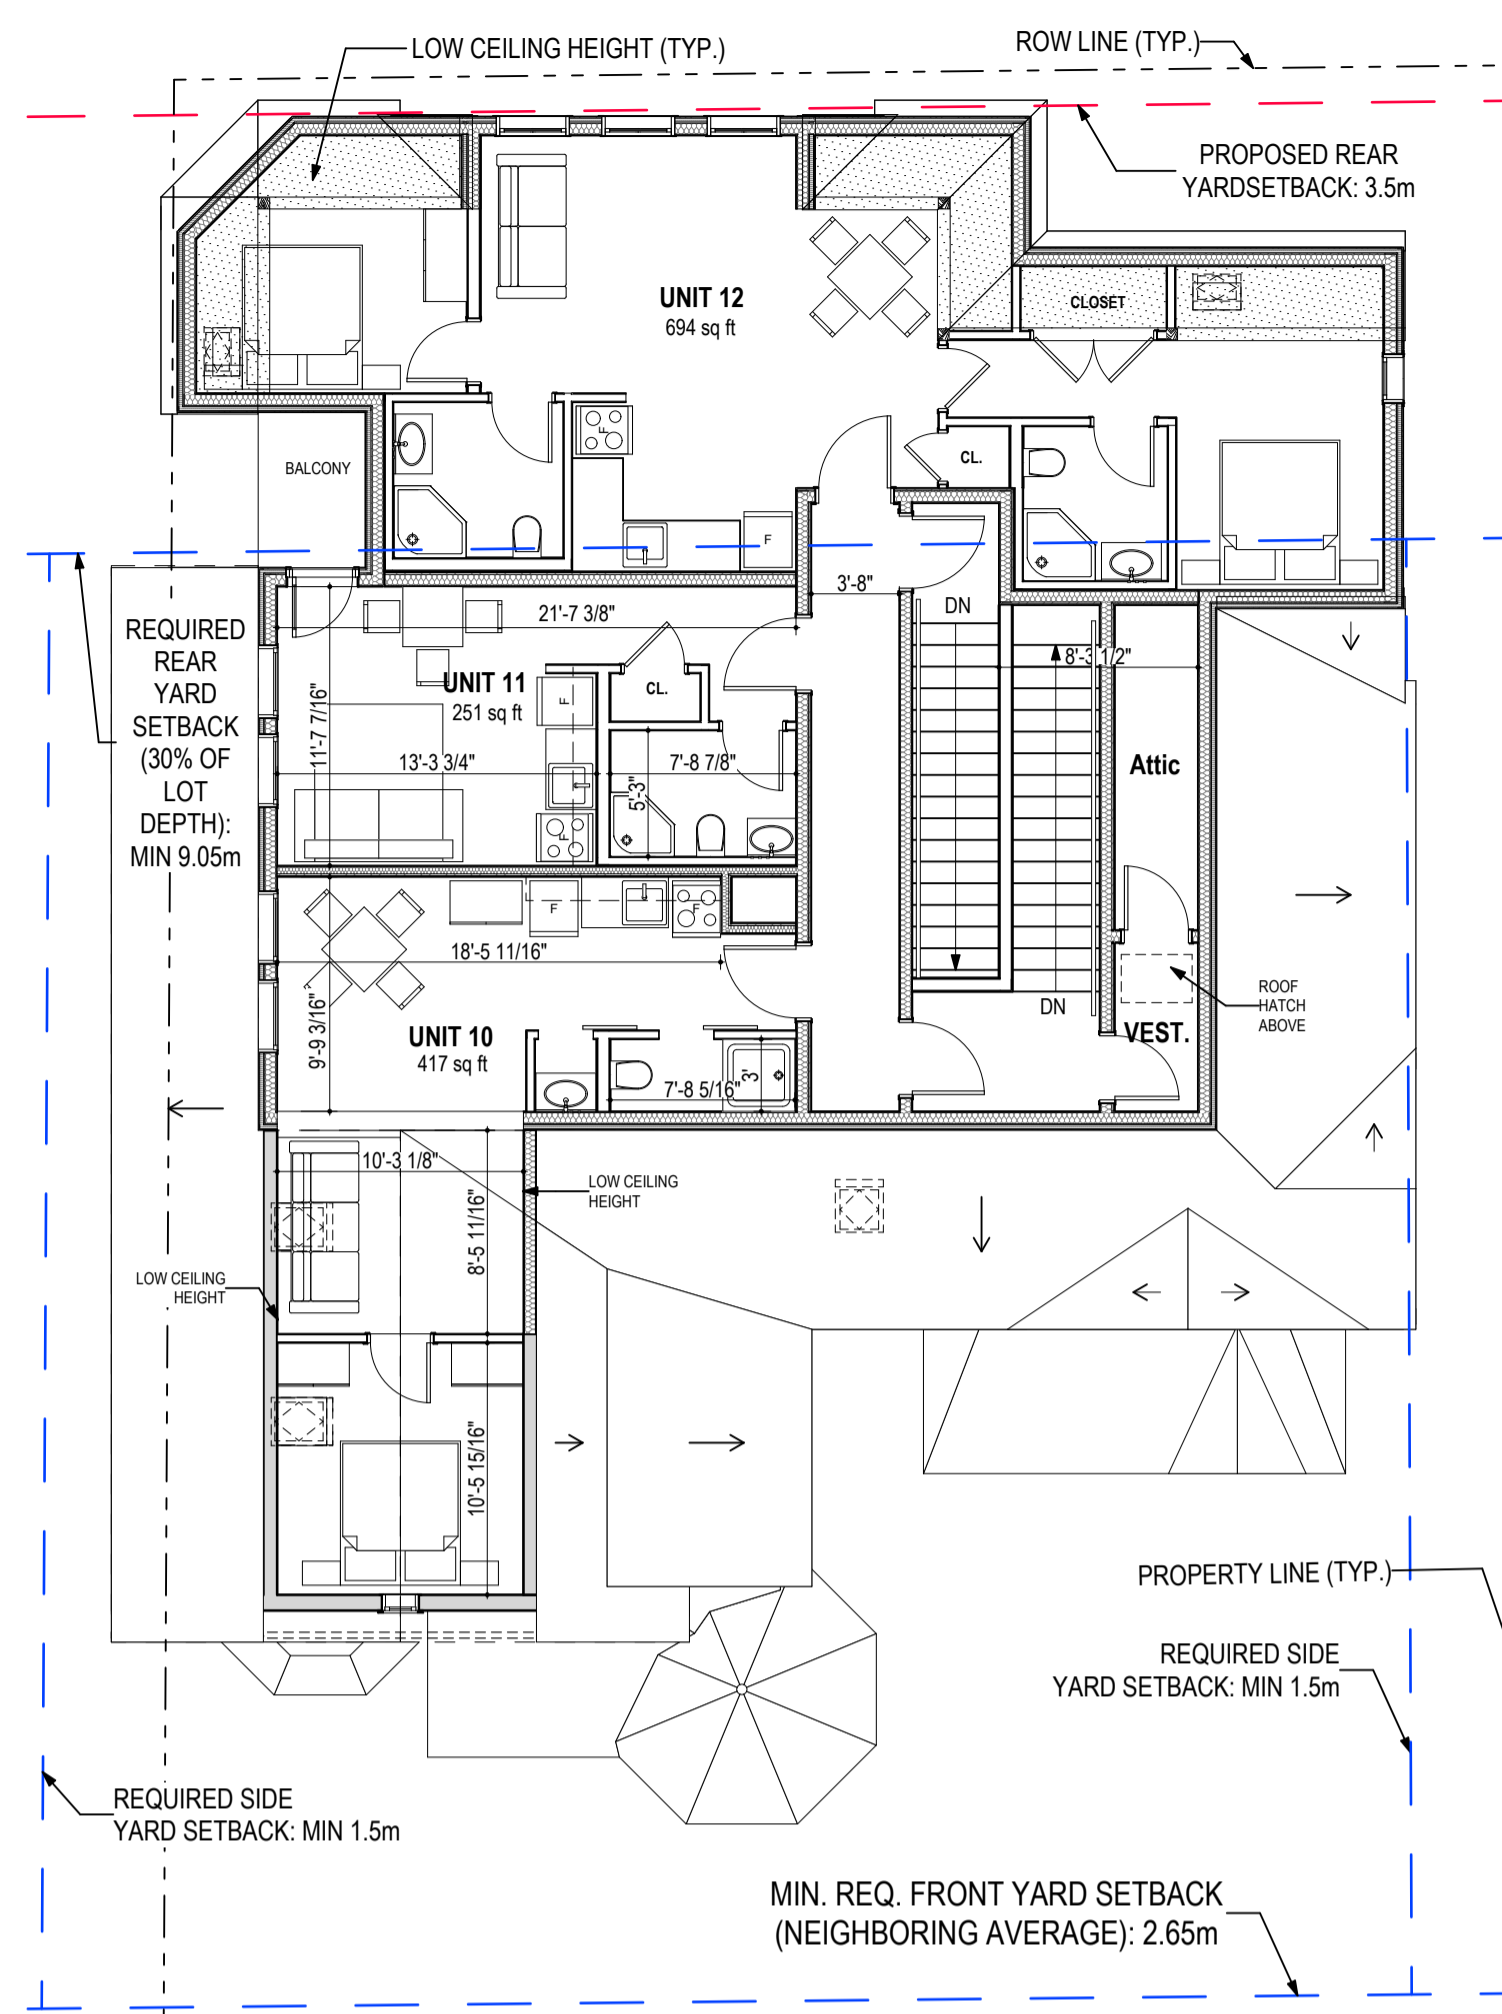 LOW CEILING HEIGHT (TYP.)
ROW LINE (TYP.)
PROPOSED REAR
YARDSETBACK: 3.5m
UNIT 12
694 sq ft
CLOSET
BALCONY
F
CL.
F
3'-8"
DN
21'-7 3/8"
8'-3 1/2"
REQUIRED
REAR
YARD
SETBACK
(30% OF
LOT
DEPTH):
MIN 9.05m
UNIT 11
251 sq ft
CL.
F
11'-7 7/16"
13'-3 3/4"
7'-8 7/8"
5'-3"
F
Attic
F
F
18'-5 11/16"
9'-9 3/16"
UNIT 10
417 sq ft
7'-8 5/16"
3'
DN
VEST.
ROOF
HATCH
ABOVE
10'-3 1/8"
8'-5 11/16"
LOW CEILING
HEIGHT
LOW CEILING
HEIGHT
10'-5 15/16"
PROPERTY LINE (TYP.)
REQUIRED SIDE
YARD SETBACK: MIN 1.5m
REQUIRED SIDE
YARD SETBACK: MIN 1.5m
MIN. REQ. FRONT YARD SETBACK
(NEIGHBORING AVERAGE): 2.65m